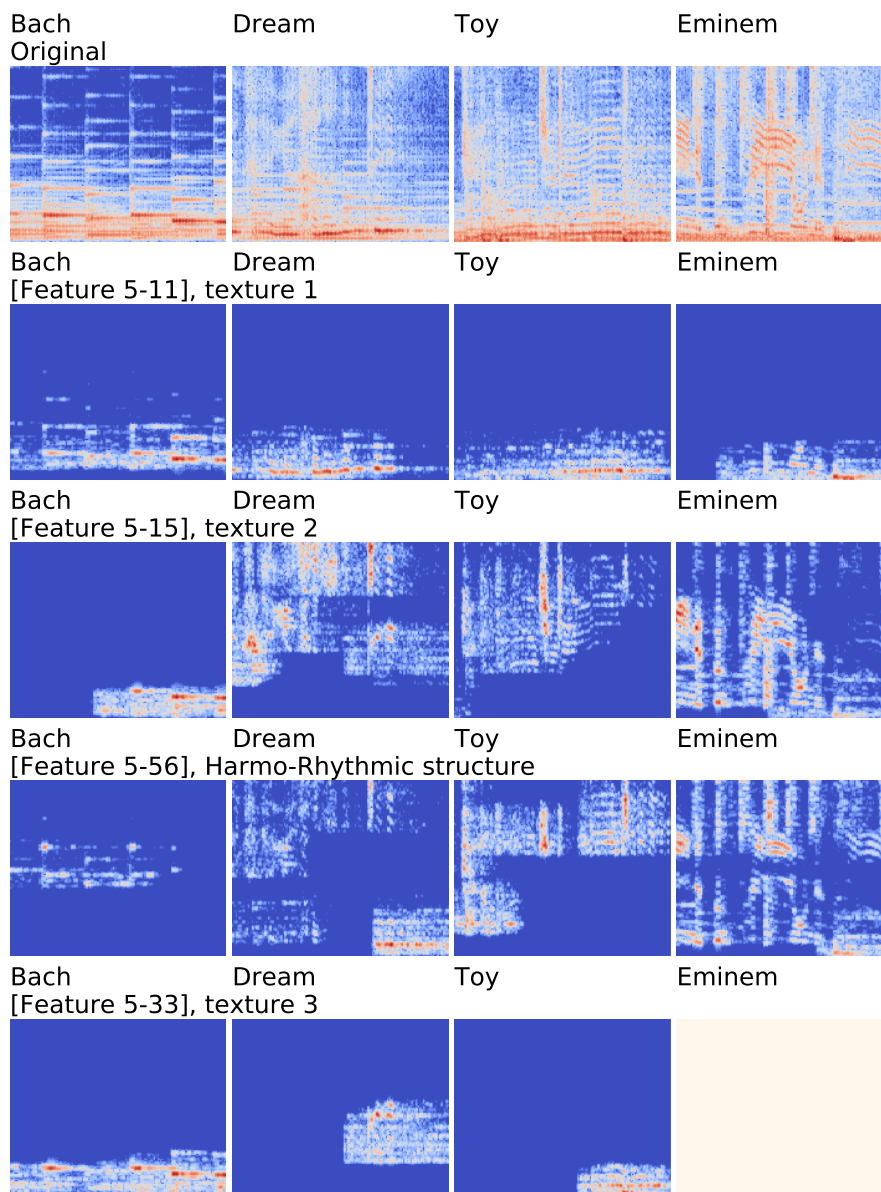 Bach Dream Toy Eminem
Original
Bach Dream Toy Eminem
[Feature 5-11], texture 1
Bach Dream Toy Eminem
[Feature 5-15], texture 2
Bach Dream Toy Eminem
[Feature 5-56], Harmo-Rhythmic structure
Bach Dream Toy Eminem
[Feature 5-33], texture 3